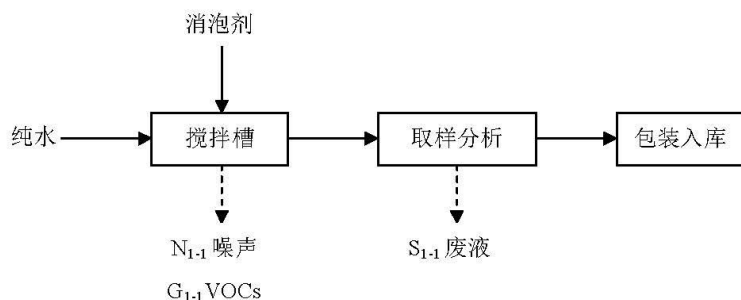 消泡剂
纯水
搅拌槽
取样分析
包装入库
N1-1 噪声
S1-1 废液
G1-1 VOCs